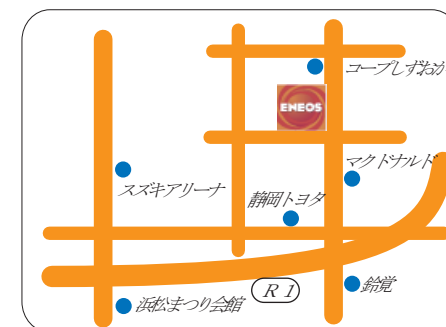 コープしずおか
ENEOS
マクドナルド
スズキアリーナ
静岡トヨタ
R 1
鈴覚
浜松まつり会館